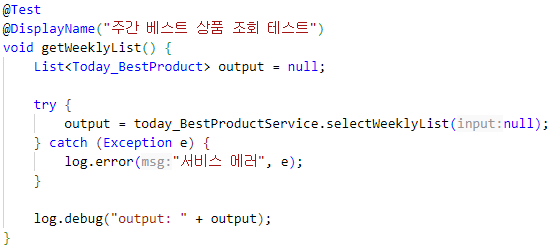 @Test
@DisplayName("주간 베스트 상품 조회 테스트")
void getWeeklyList() {
    List<Today_BestProduct> output = null;

    try {
        output = today_BestProductService.selectWeeklyList(input:null);
    } catch (Exception e) {
        log.error(msg:"서비스 에러", e);
    }

    log.debug("output: " + output);
}